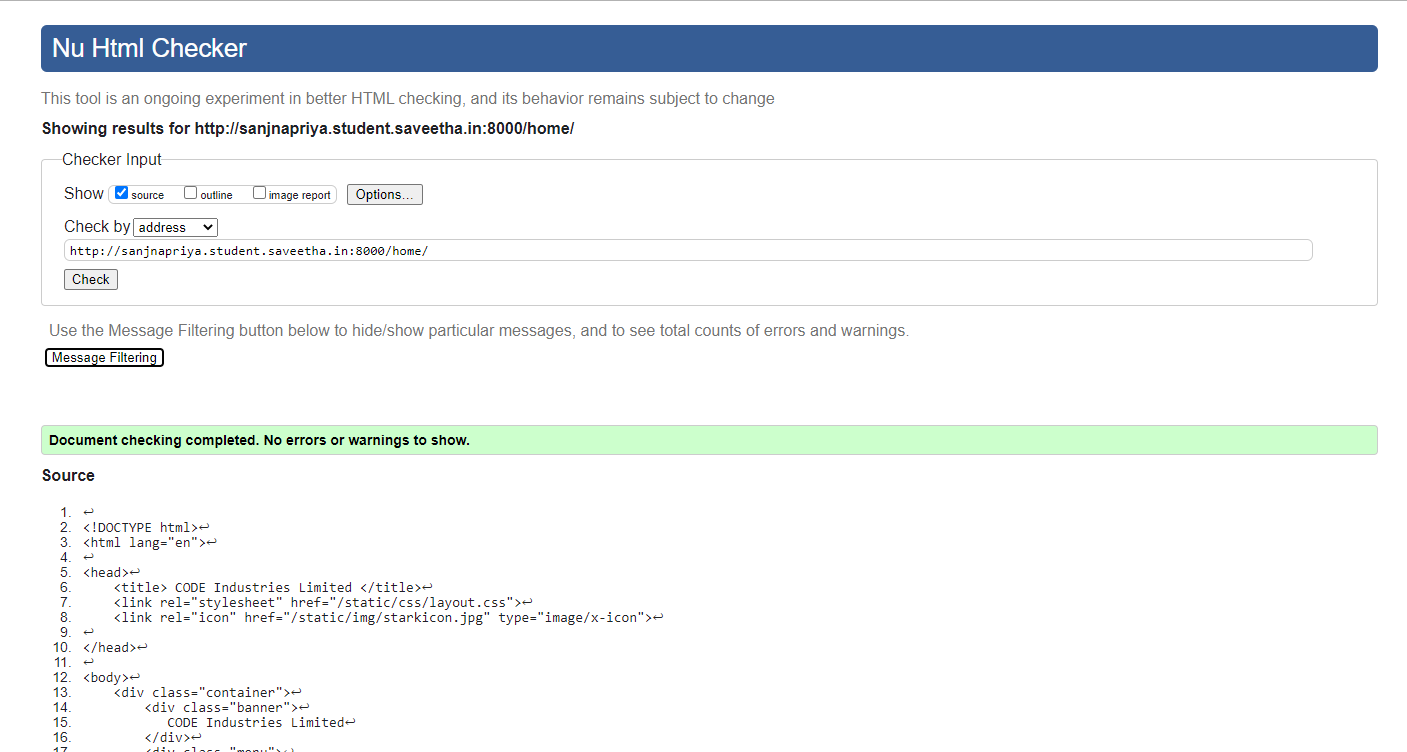 Nu Html Checker
This tool is an ongoing experiment in better HTML checking, and its behavior remains subject to change
Showing results for http://sanjnapriya.student.saveetha.in:8000/home/
Checker Input
Show source outline image report Options...
Check by address
http://sanjnapriya.student.saveetha.in:8000/home/
Check
Use the Message Filtering button below to hide/show particular messages, and to see total counts of errors and warnings.
Message Filtering
Document checking completed. No errors or warnings to show.
Source
1. ↩
2. <!DOCTYPE html>↩
3. <html lang="en">↩
4. ↩
5. <head>↩
6. <title> CODE Industries Limited </title>↩
7. <link rel="stylesheet" href="/static/css/layout.css">↩
8. <link rel="icon" href="/static/img/starkicon.jpg" type="image/x-icon">↩
9. ↩
10. </head>↩
11. ↩
12. <body>↩
13. <div class="container">↩
14. <div class="banner">↩
15. CODE Industries Limited↩
16. </div>↩
17. <div class="menu">↩